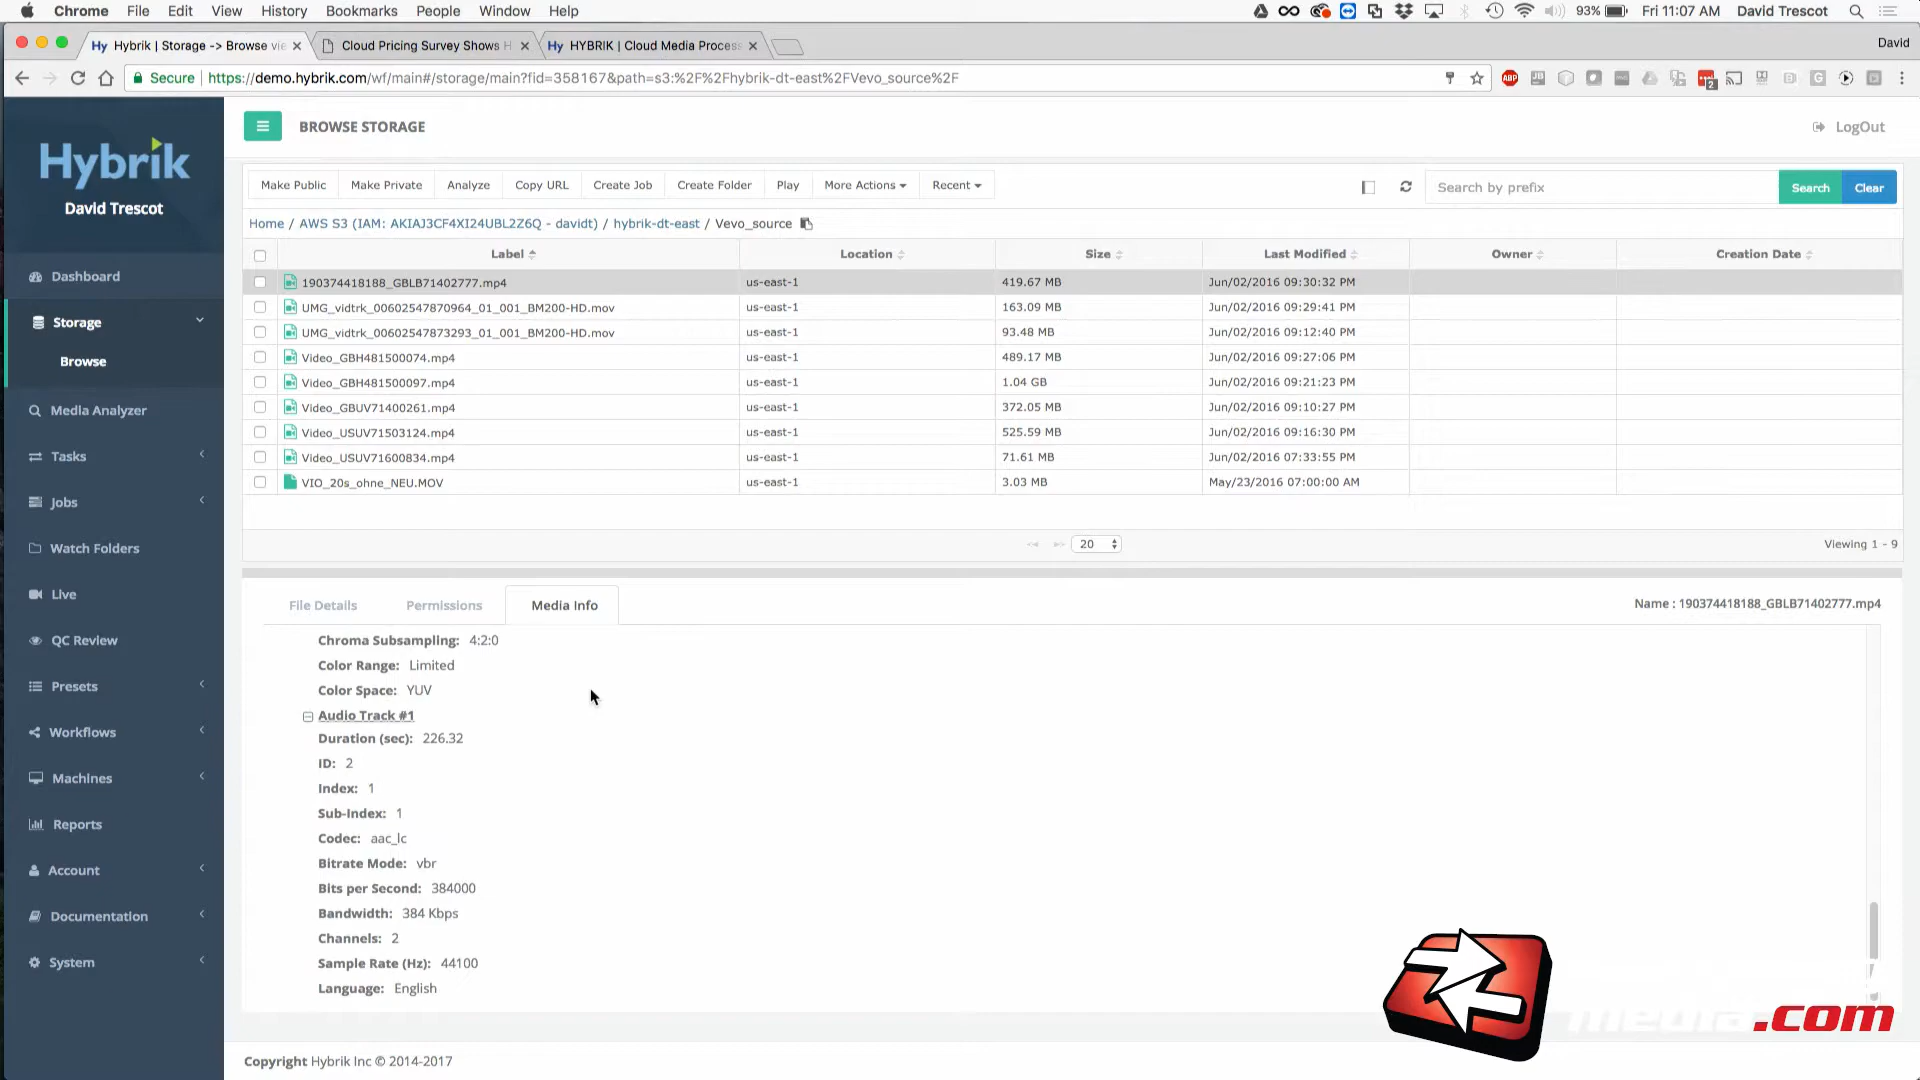 Chrome File Edit View History Bookmarks People Window Help 93% Fri 11:07 AM David Trescot
Hy Hybrik | Storage -> Browse vie Cloud Pricing Survey Shows H Hy HYBRIK | Cloud Media Process David
Secure https://demo.hybrik.com/wf/main#/storage/main?fid=358167&path=s3:%2F%2Fhybrik-dt-east%2FVevo_source%2F ABP 2
Hybrik
David Trescot
Dashboard
Storage
Browse
Media Analyzer
Tasks
Jobs
Watch Folders
Live
QC Review
Presets
Workflows
Machines
Reports
Account
Documentation
System
BROWSE STORAGE LogOut
Make Public Make Private Analyze Copy URL Create Job Create Folder Play More Actions Recent Search by prefix Search Clear
Home / AWS S3 (IAM: AKIAJ3CF4XI24UBL2Z6Q - davidt) / hybrik-dt-east / Vevo_source
Label Location Size Last Modified Owner Creation Date
190374418188_GBLB71402777.mp4 us-east-1 419.67 MB Jun/02/2016 09:30:32 PM
UMG_vidtrk_00602547870964_01_001_BM200-HD.mov us-east-1 163.09 MB Jun/02/2016 09:29:41 PM
UMG_vidtrk_00602547873293_01_001_BM200-HD.mov us-east-1 93.48 MB Jun/02/2016 09:12:40 PM
Video_GBH481500074.mp4 us-east-1 489.17 MB Jun/02/2016 09:27:06 PM
Video_GBH481500097.mp4 us-east-1 1.04 GB Jun/02/2016 09:21:23 PM
Video_GBUV71400261.mp4 us-east-1 372.05 MB Jun/02/2016 09:10:27 PM
Video_USUV71503124.mp4 us-east-1 525.59 MB Jun/02/2016 09:16:30 PM
Video_USUV71600834.mp4 us-east-1 71.61 MB Jun/02/2016 07:33:55 PM
VIO_20s_ohne_NEU.MOV us-east-1 3.03 MB May/23/2016 07:00:00 AM
20 Viewing 1 - 9
File Details Permissions Media Info Name : 190374418188_GBLB71402777.mp4
Chroma Subsampling: 4:2:0
Color Range: Limited
Color Space: YUV
Audio Track #1
Duration (sec): 226.32
ID: 2
Index: 1
Sub-Index: 1
Codec: aac_lc
Bitrate Mode: vbr
Bits per Second: 384000
Bandwidth: 384 Kbps
Channels: 2
Sample Rate (Hz): 44100
Language: English
media.com
Copyright Hybrik Inc © 2014-2017